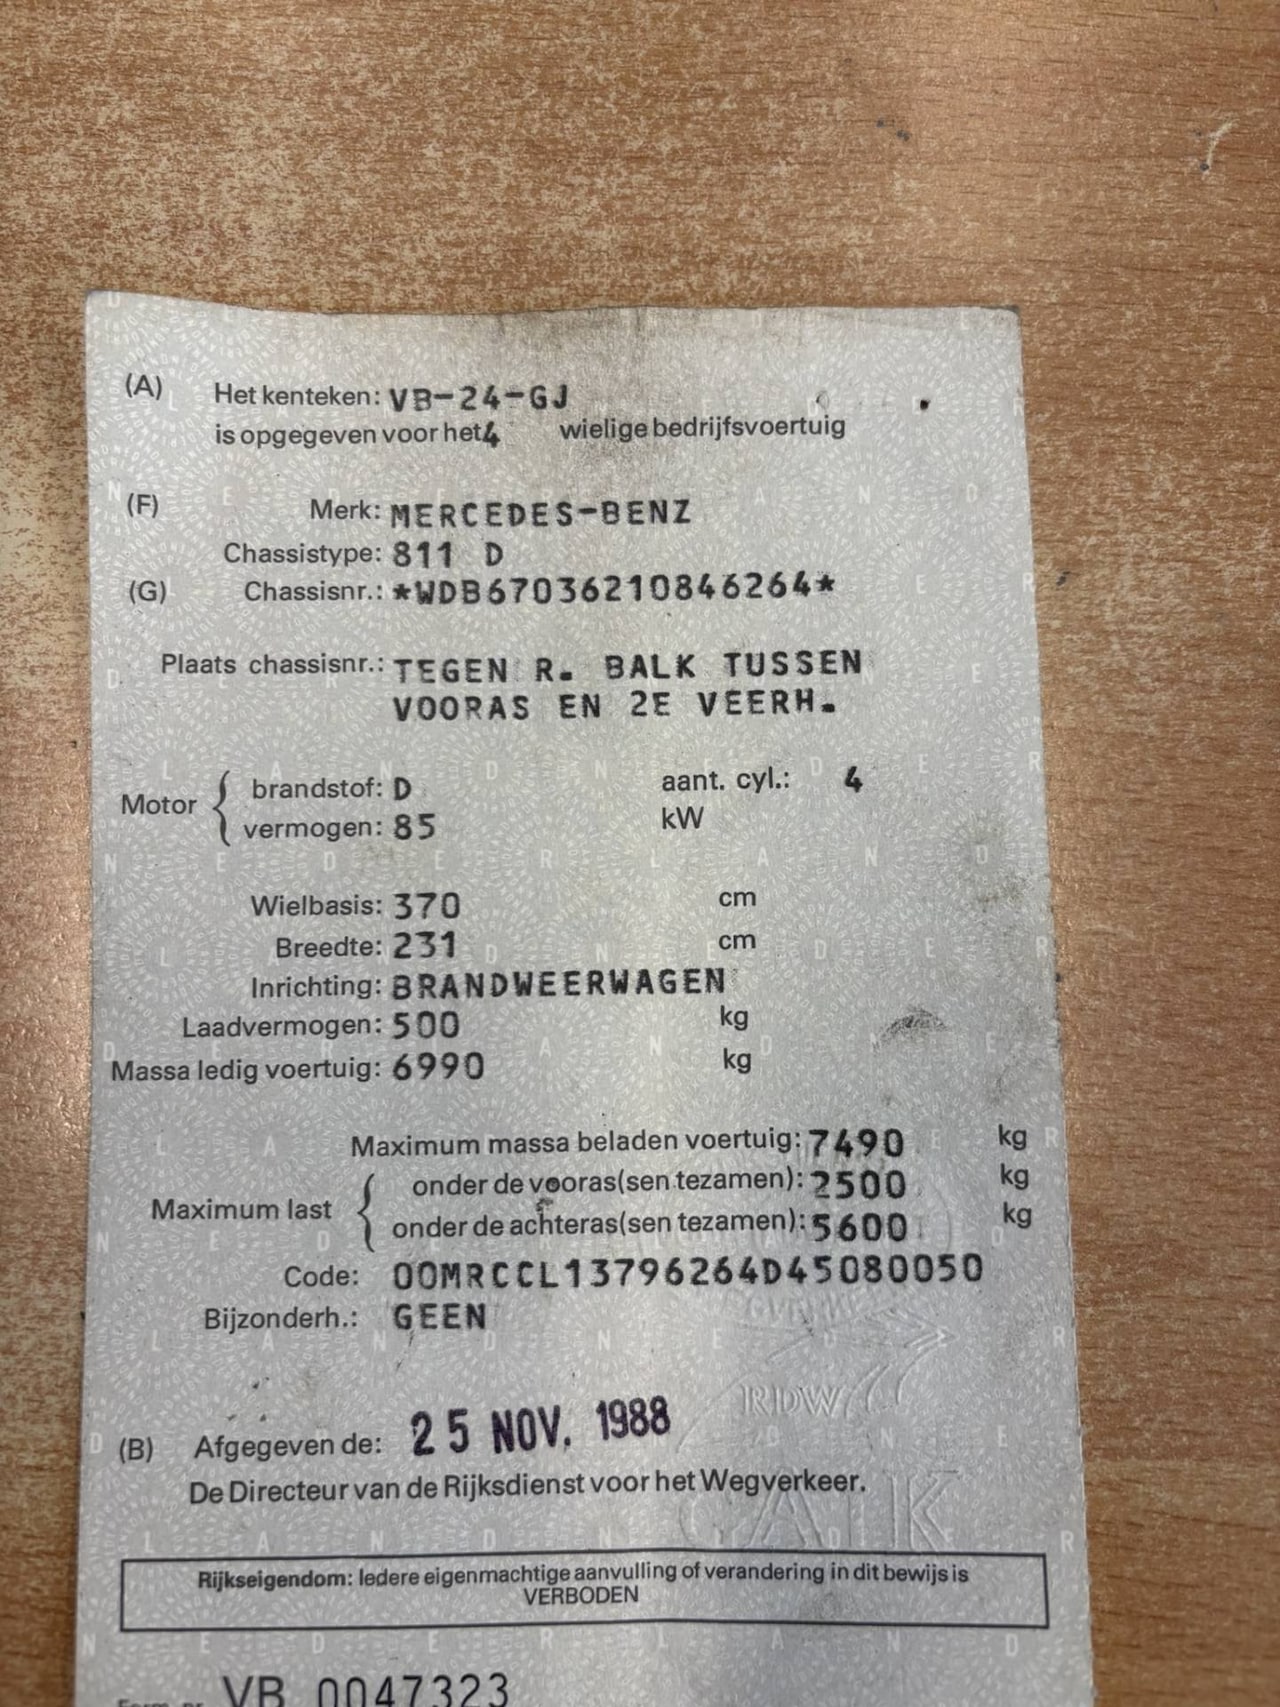 (A) Het kenteken: VB-24-GJ
is opgegeven voor het 4 wielige bedrijfsvoertuig
(F) Merk: MERCEDES-BENZ
Chassistype: 811 D
(G) Chassisnr.: *WDB67036210846264*
Plaats chassisnr.: TEGEN R. BALK TUSSEN
VOORAS EN 2E VEERH.
Motor { brandstof: D aant. cyl.: 4
vermogen: 85 kW
Wielbasis: 370 cm
Breedte: 231 cm
Inrichting: BRANDWEERWAGEN
Laadvermogen: 500 kg
Massa ledig voertuig: 6990 kg
Maximum massa beladen voertuig: 7490 kg
Maximum last { onder de vooras(sen tezamen): 2500 kg
onder de achteras(sen tezamen): 5600 kg
Code: 00MRCCL13796264D45080050
Bijzonderh.: GEEN
RDW
(B) Afgegeven de: 25 NOV. 1988
De Directeur van de Rijksdienst voor het Wegverkeer.
Rijkseigendom: Iedere eigenmachtige aanvulling of verandering in dit bewijs is
VERBODEN
VB 0047323